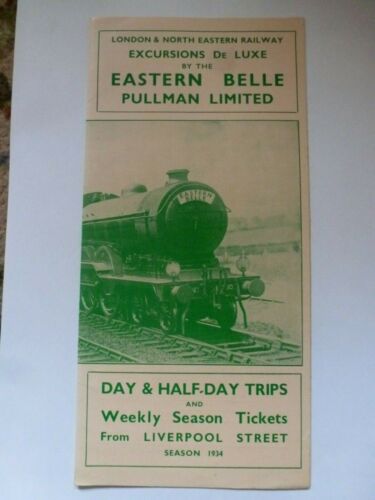 LONDON & NORTH EASTERN RAILWAY
EXCURSIONS DE LUXE
BY THE
EASTERN BELLE
PULLMAN LIMITED
EASTERN
BELLE
DAY & HALF-DAY TRIPS
AND
Weekly Season Tickets
From LIVERPOOL STREET
SEASON 1934